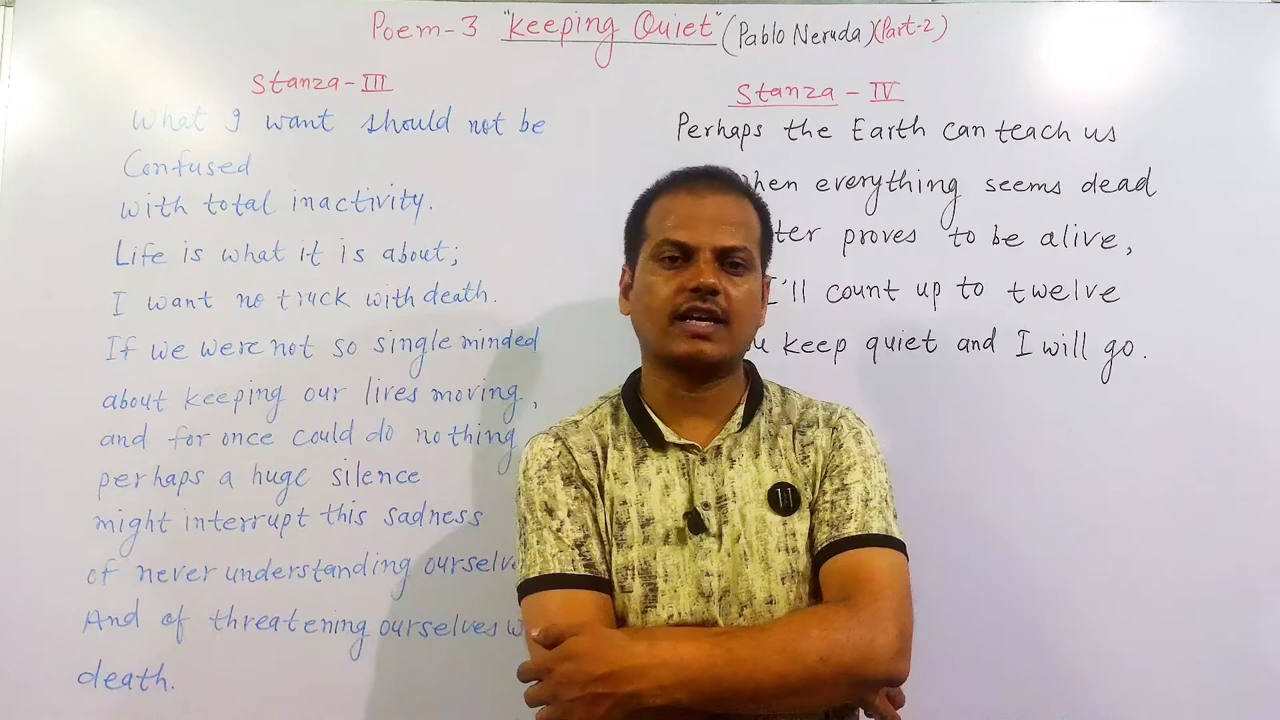 Poem-3 "Keeping Quiet" (Pablo Neruda)(Part-2)
Stanza-III
What I want should not be
Confused
with total inactivity.
Life is what it is about;
I want no truck with death.
If we were not so single minded
about keeping our lives moving,
and for once could do nothing
perhaps a huge silence
might interrupt this sadness
of never understanding
And of threatening ourselves
death.
Stanza-IV
Perhaps the Earth can teach us
everything seems dead
proves to be alive,
I'll count up to twelve
keep quiet and I will go.